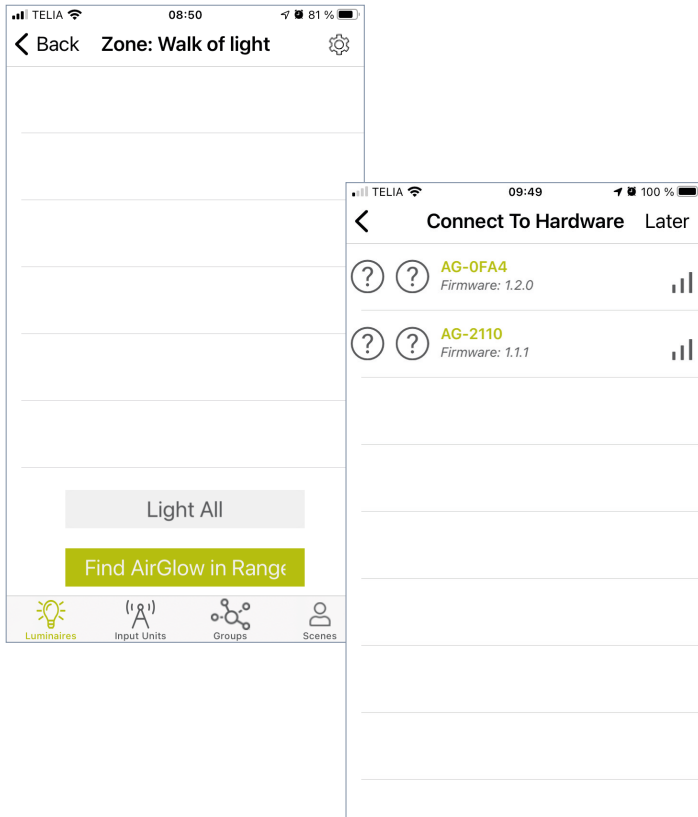 TELIA 08:50 81 %
Back Zone: Walk of light
Light All
Find AirGlow in Range
Luminaires Input Units Groups Scenes
TELIA 09:49 100 %
Connect To Hardware Later
? ? AG-0FA4
Firmware: 1.2.0
? ? AG-2110
Firmware: 1.1.1